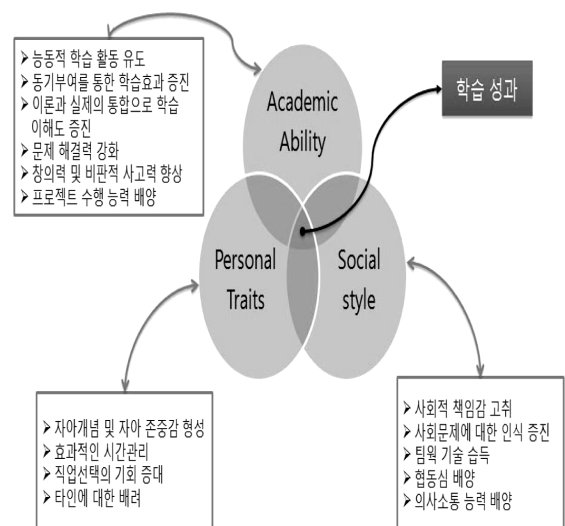 ➢ 능동적 학습 활동 유도
➢ 동기부여를 통한 학습효과 증진
➢ 이론과 실제의 통합으로 학습
이해도 증진
➢ 문제 해결력 강화
➢ 창의력 및 비판적 사고력 향상
➢ 프로젝트 수행 능력 배양
Academic
Ability
학습 성과
Personal
Traits
Social
style
➢ 자아개념 및 자아 존중감 형성
➢ 효과적인 시간관리
➢ 직업선택의 기회 증대
➢ 타인에 대한 배려
➢ 사회적 책임감 고취
➢ 사회문제에 대한 인식 증진
➢ 팀웍 기술 습득
➢ 협동심 배양
➢ 의사소통 능력 배양